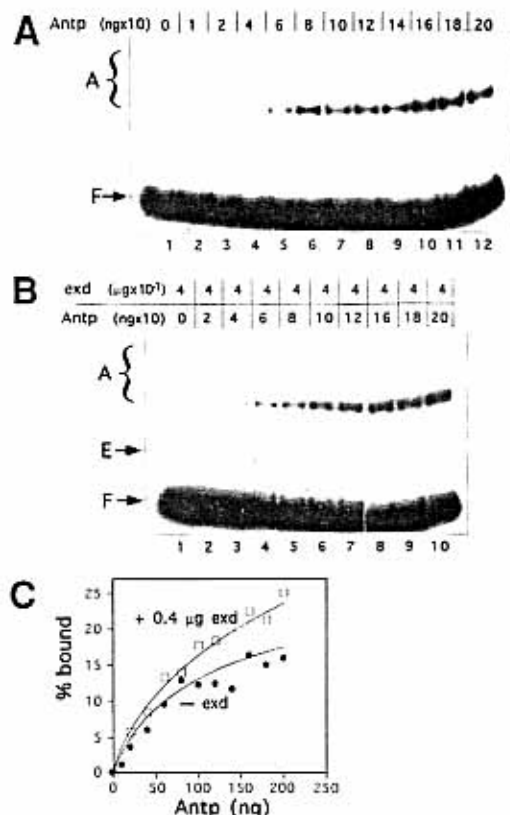 A
Antp (ngx10) 0 1 2 4 6 8 10 12 14 16 18 20
A {
F→
1 2 3 4 5 6 7 8 9 10 11 12
B
exd (μgx10⁻¹) 4 4 4 4 4 4 4 4 4 4
Antp (ngx10) 0 2 4 6 8 10 12 16 18 20
A {
E→
F→
1 2 3 4 5 6 7 8 9 10
C
25
+ 0.4 μg exd
20
15
10
— exd
5
0
% bound
0 50 100 150 200 250
Antp (ng)